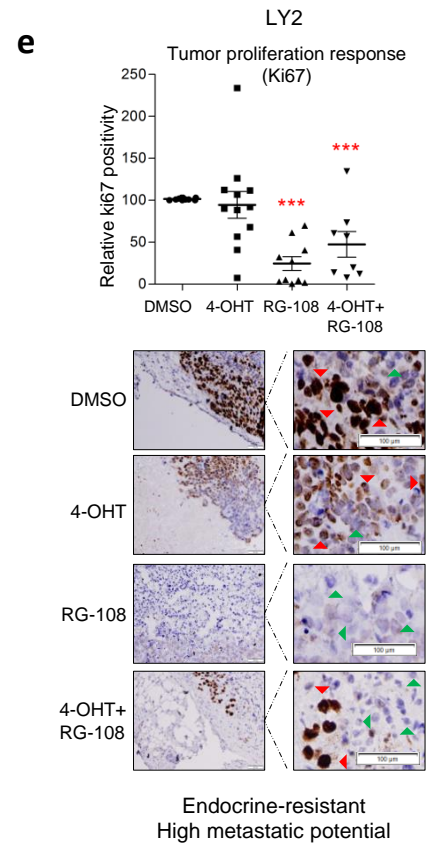 e
LY2
Tumor proliferation response
(Ki67)
Relative ki67 positivity
250
200
150
100
50
0
***
***
DMSO
4-OHT
RG-108
4-OHT+
RG-108
DMSO
100 µm
4-OHT
100 µm
RG-108
100 µm
4-OHT+
RG-108
100 µm
Endocrine-resistant
High metastatic potential